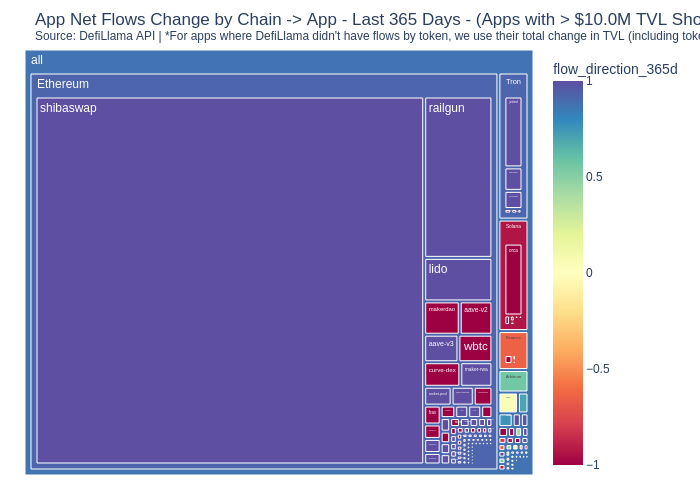 App Net Flows Change by Chain -> App - Last 365 Days - (Apps with > $10.0M TVL Sho
Source: DefiLlama API | *For apps where DefiLlama didn't have flows by token, we use their total change in TVL (including toke
all
Ethereum
shibaswap
railgun
lido
makerdao
aave-v2
aave-v3
wbtc
curve-dex
maker-rwa
frax
Tron
Solana
orca
flow_direction_365d
1
0.5
0
−0.5
−1